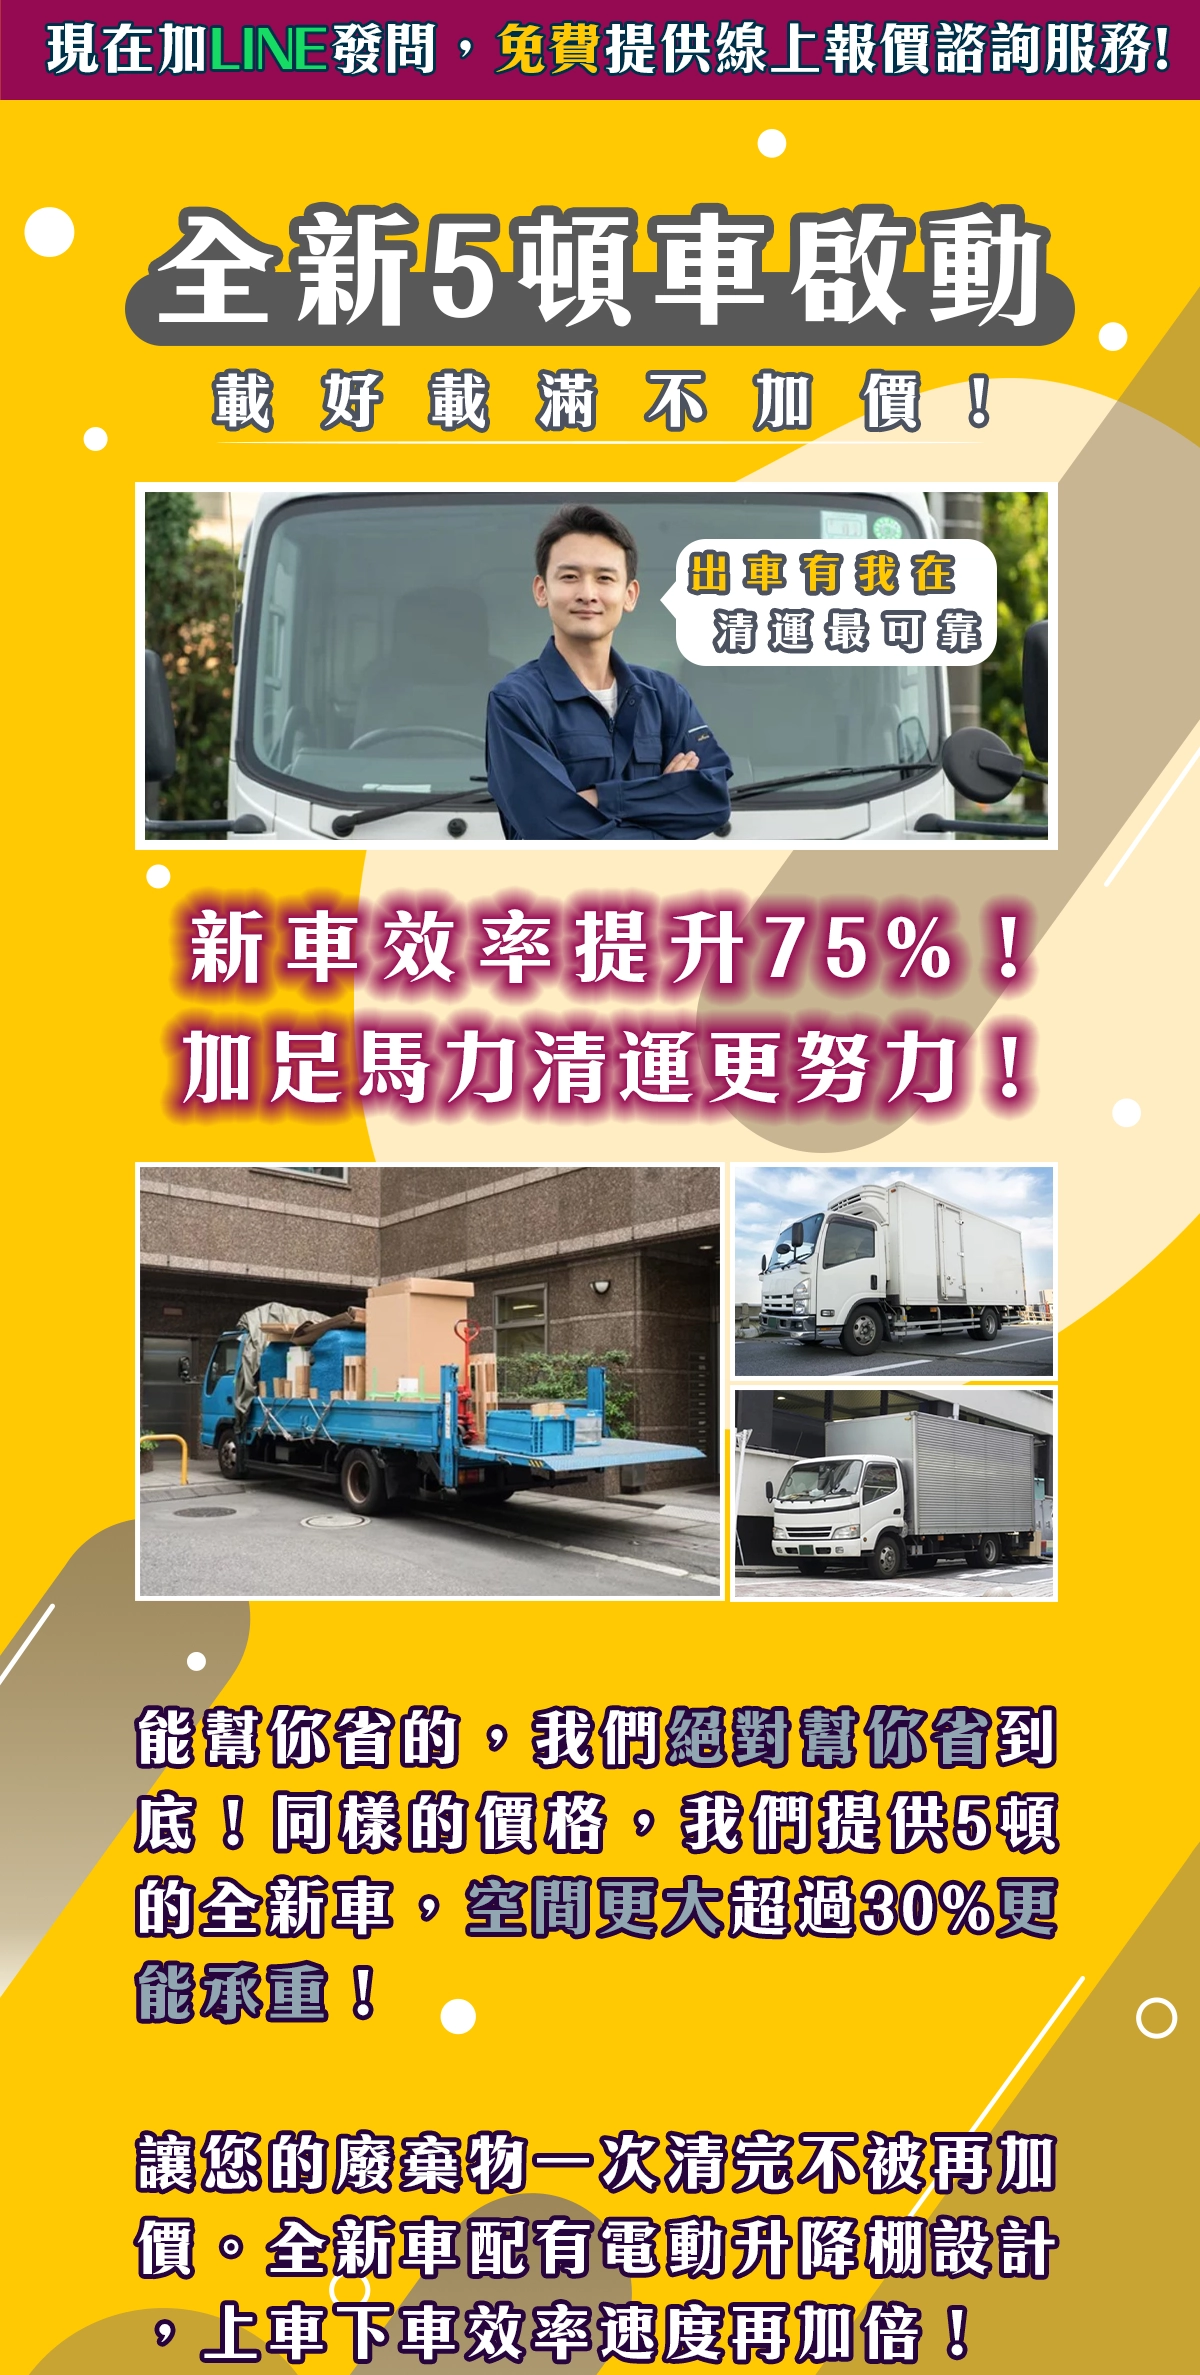 現在加LINE發問，免費提供線上報價諮詢服務!
全新5頓車啟動
載好載滿不加價！
出車有我在
清運最可靠
新車效率提升75%！
加足馬力清運更努力！
能幫你省的，我們絕對幫你省到
底！同樣的價格，我們提供5頓
的全新車，空間更大超過30%更
能承重！
讓您的廢棄物一次清完不被再加
價。全新車配有電動升降棚設計
，上車下車效率速度再加倍！